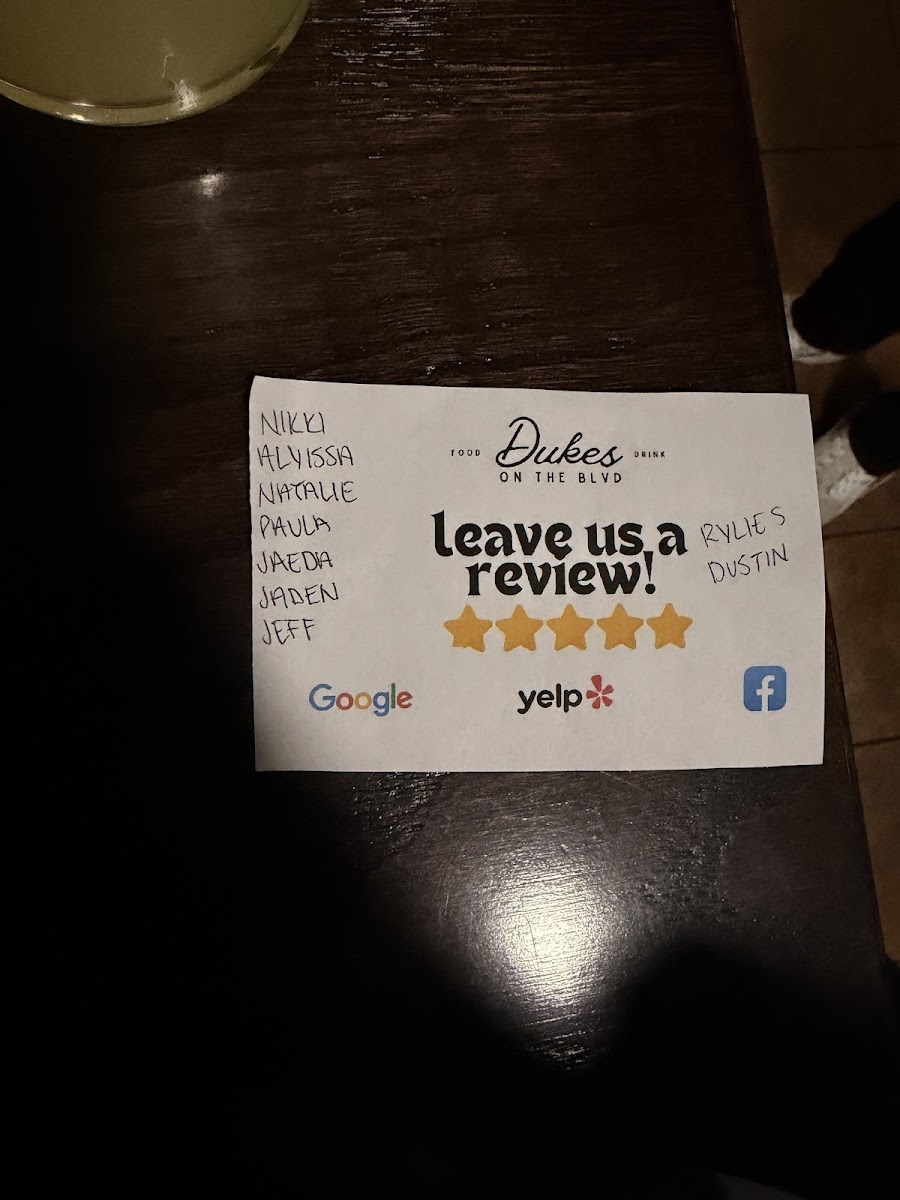 NIKKI
ALYISSA
NATALIE
PAULA
JAEDA
JADEN
JEFF
FOOD Dukes DRINK
ON THE BLVD
leave us a
review!
RYLIE S
DUSTIN
Google
yelp
f